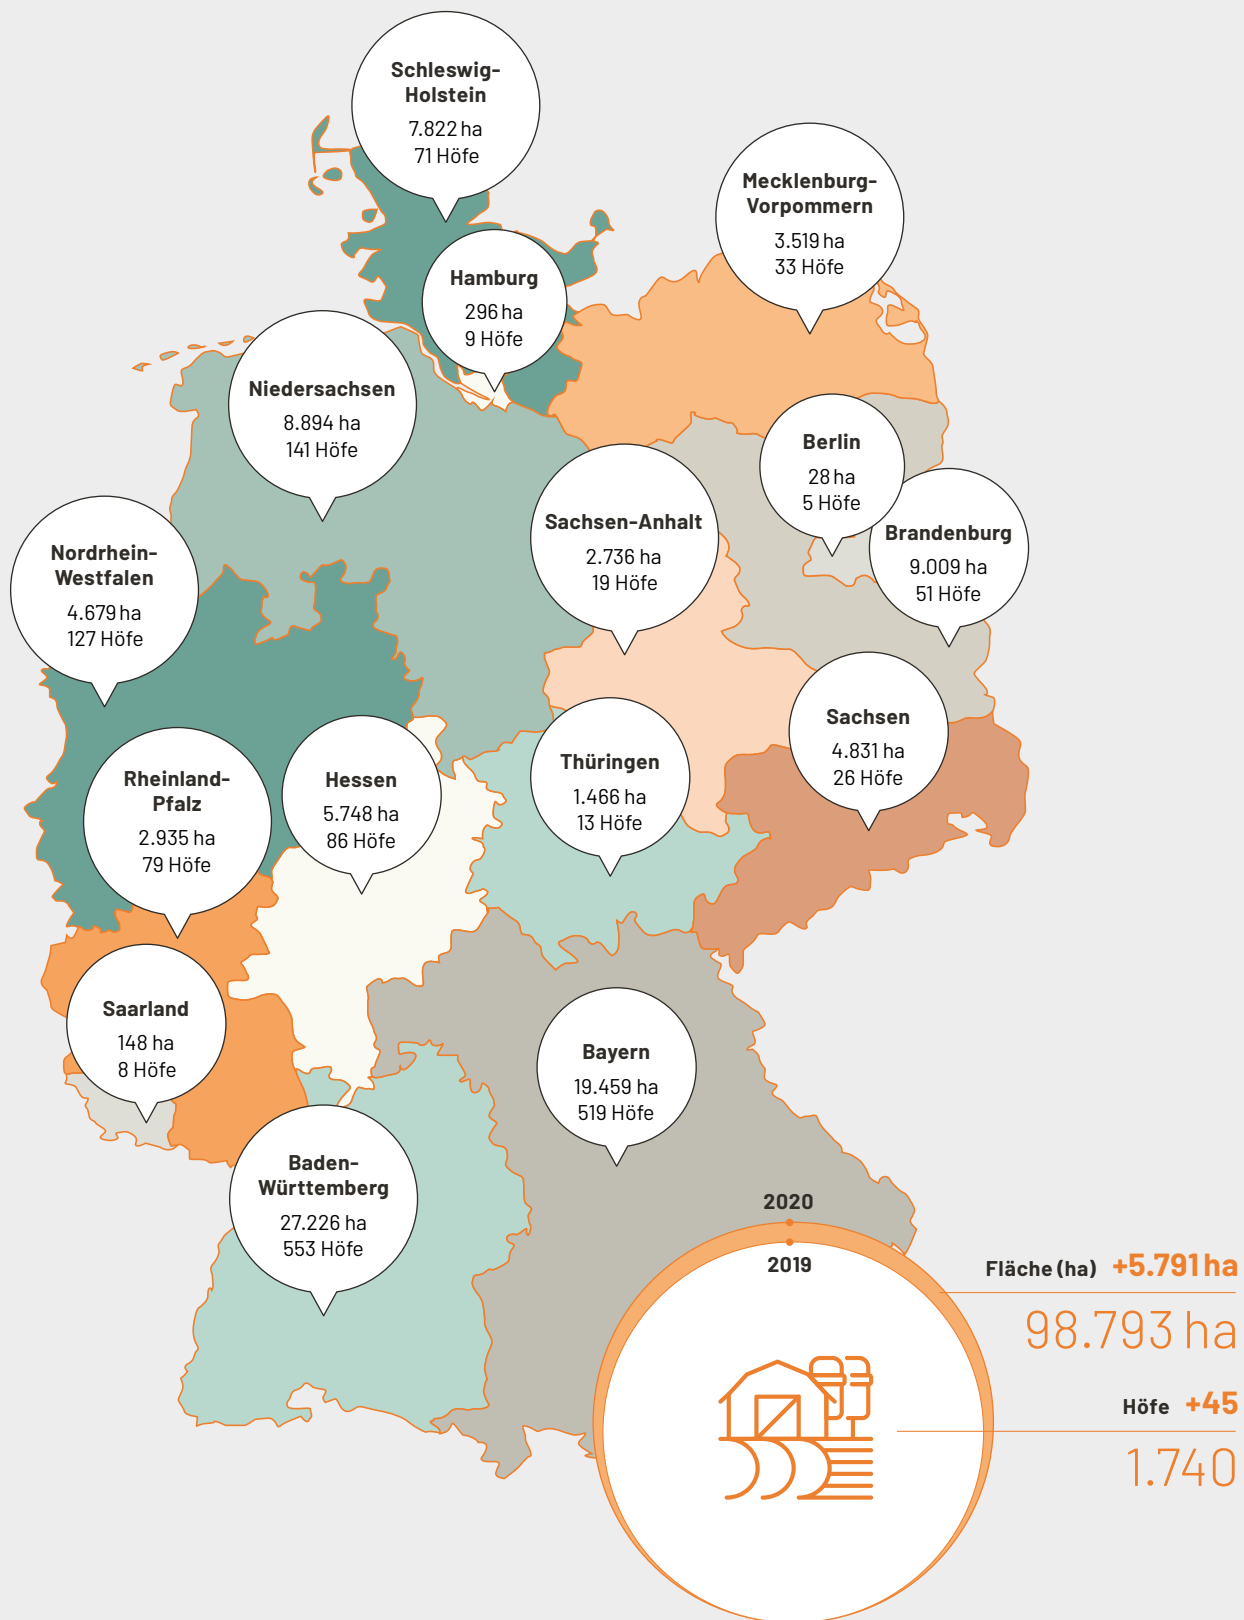 Schleswig-
Holstein
7.822 ha
71 Höfe
Mecklenburg-
Vorpommern
3.519 ha
33 Höfe
Hamburg
296 ha
9 Höfe
Niedersachsen
8.894 ha
141 Höfe
Berlin
28 ha
5 Höfe
Sachsen-Anhalt
2.736 ha
19 Höfe
Brandenburg
9.009 ha
51 Höfe
Nordrhein-
Westfalen
4.679 ha
127 Höfe
Sachsen
4.831 ha
26 Höfe
Thüringen
1.466 ha
13 Höfe
Rheinland-
Pfalz
2.935 ha
79 Höfe
Hessen
5.748 ha
86 Höfe
Saarland
148 ha
8 Höfe
Bayern
19.459 ha
519 Höfe
Baden-
Württemberg
27.226 ha
553 Höfe
2020
2019
Fläche (ha) +5.791 ha
98.793 ha
Höfe +45
1.740